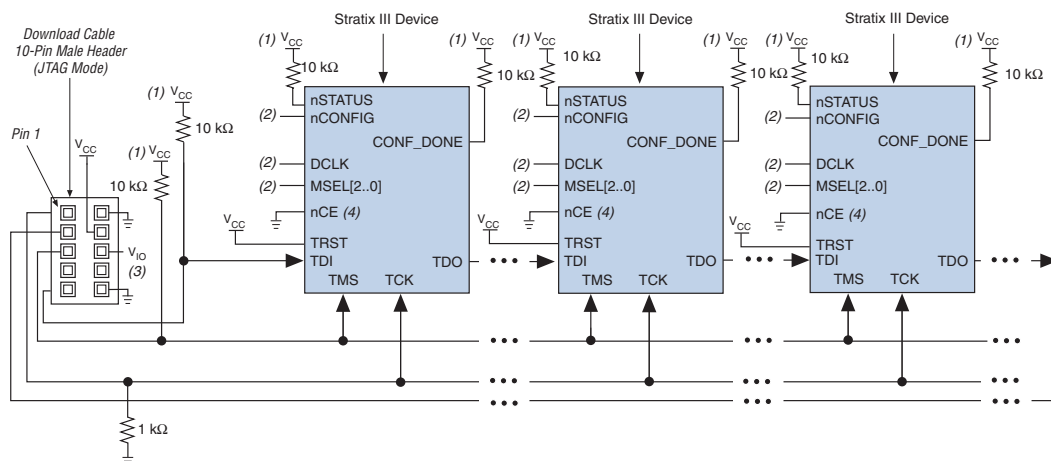 Download Cable
10-Pin Male Header
(JTAG Mode)
Pin 1
VCC
(1) VCC
10 kΩ
(1) VCC
10 kΩ
VIO
(3)
1 kΩ
Stratix III Device
(1) VCC
10 kΩ
(1) VCC
10 kΩ
nSTATUS
(2) nCONFIG
CONF_DONE
(2) DCLK
(2) MSEL[2..0]
nCE (4)
VCC
TRST
TDI
TDO
TMS TCK
Stratix III Device
(1) VCC
10 kΩ
(1) VCC
10 kΩ
nSTATUS
(2) nCONFIG
CONF_DONE
(2) DCLK
(2) MSEL[2..0]
nCE (4)
VCC
TRST
TDI
TDO
TMS TCK
Stratix III Device
(1) VCC
10 kΩ
(1) VCC
10 kΩ
nSTATUS
(2) nCONFIG
CONF_DONE
(2) DCLK
(2) MSEL[2..0]
nCE (4)
VCC
TRST
TDI
TDO
TMS TCK